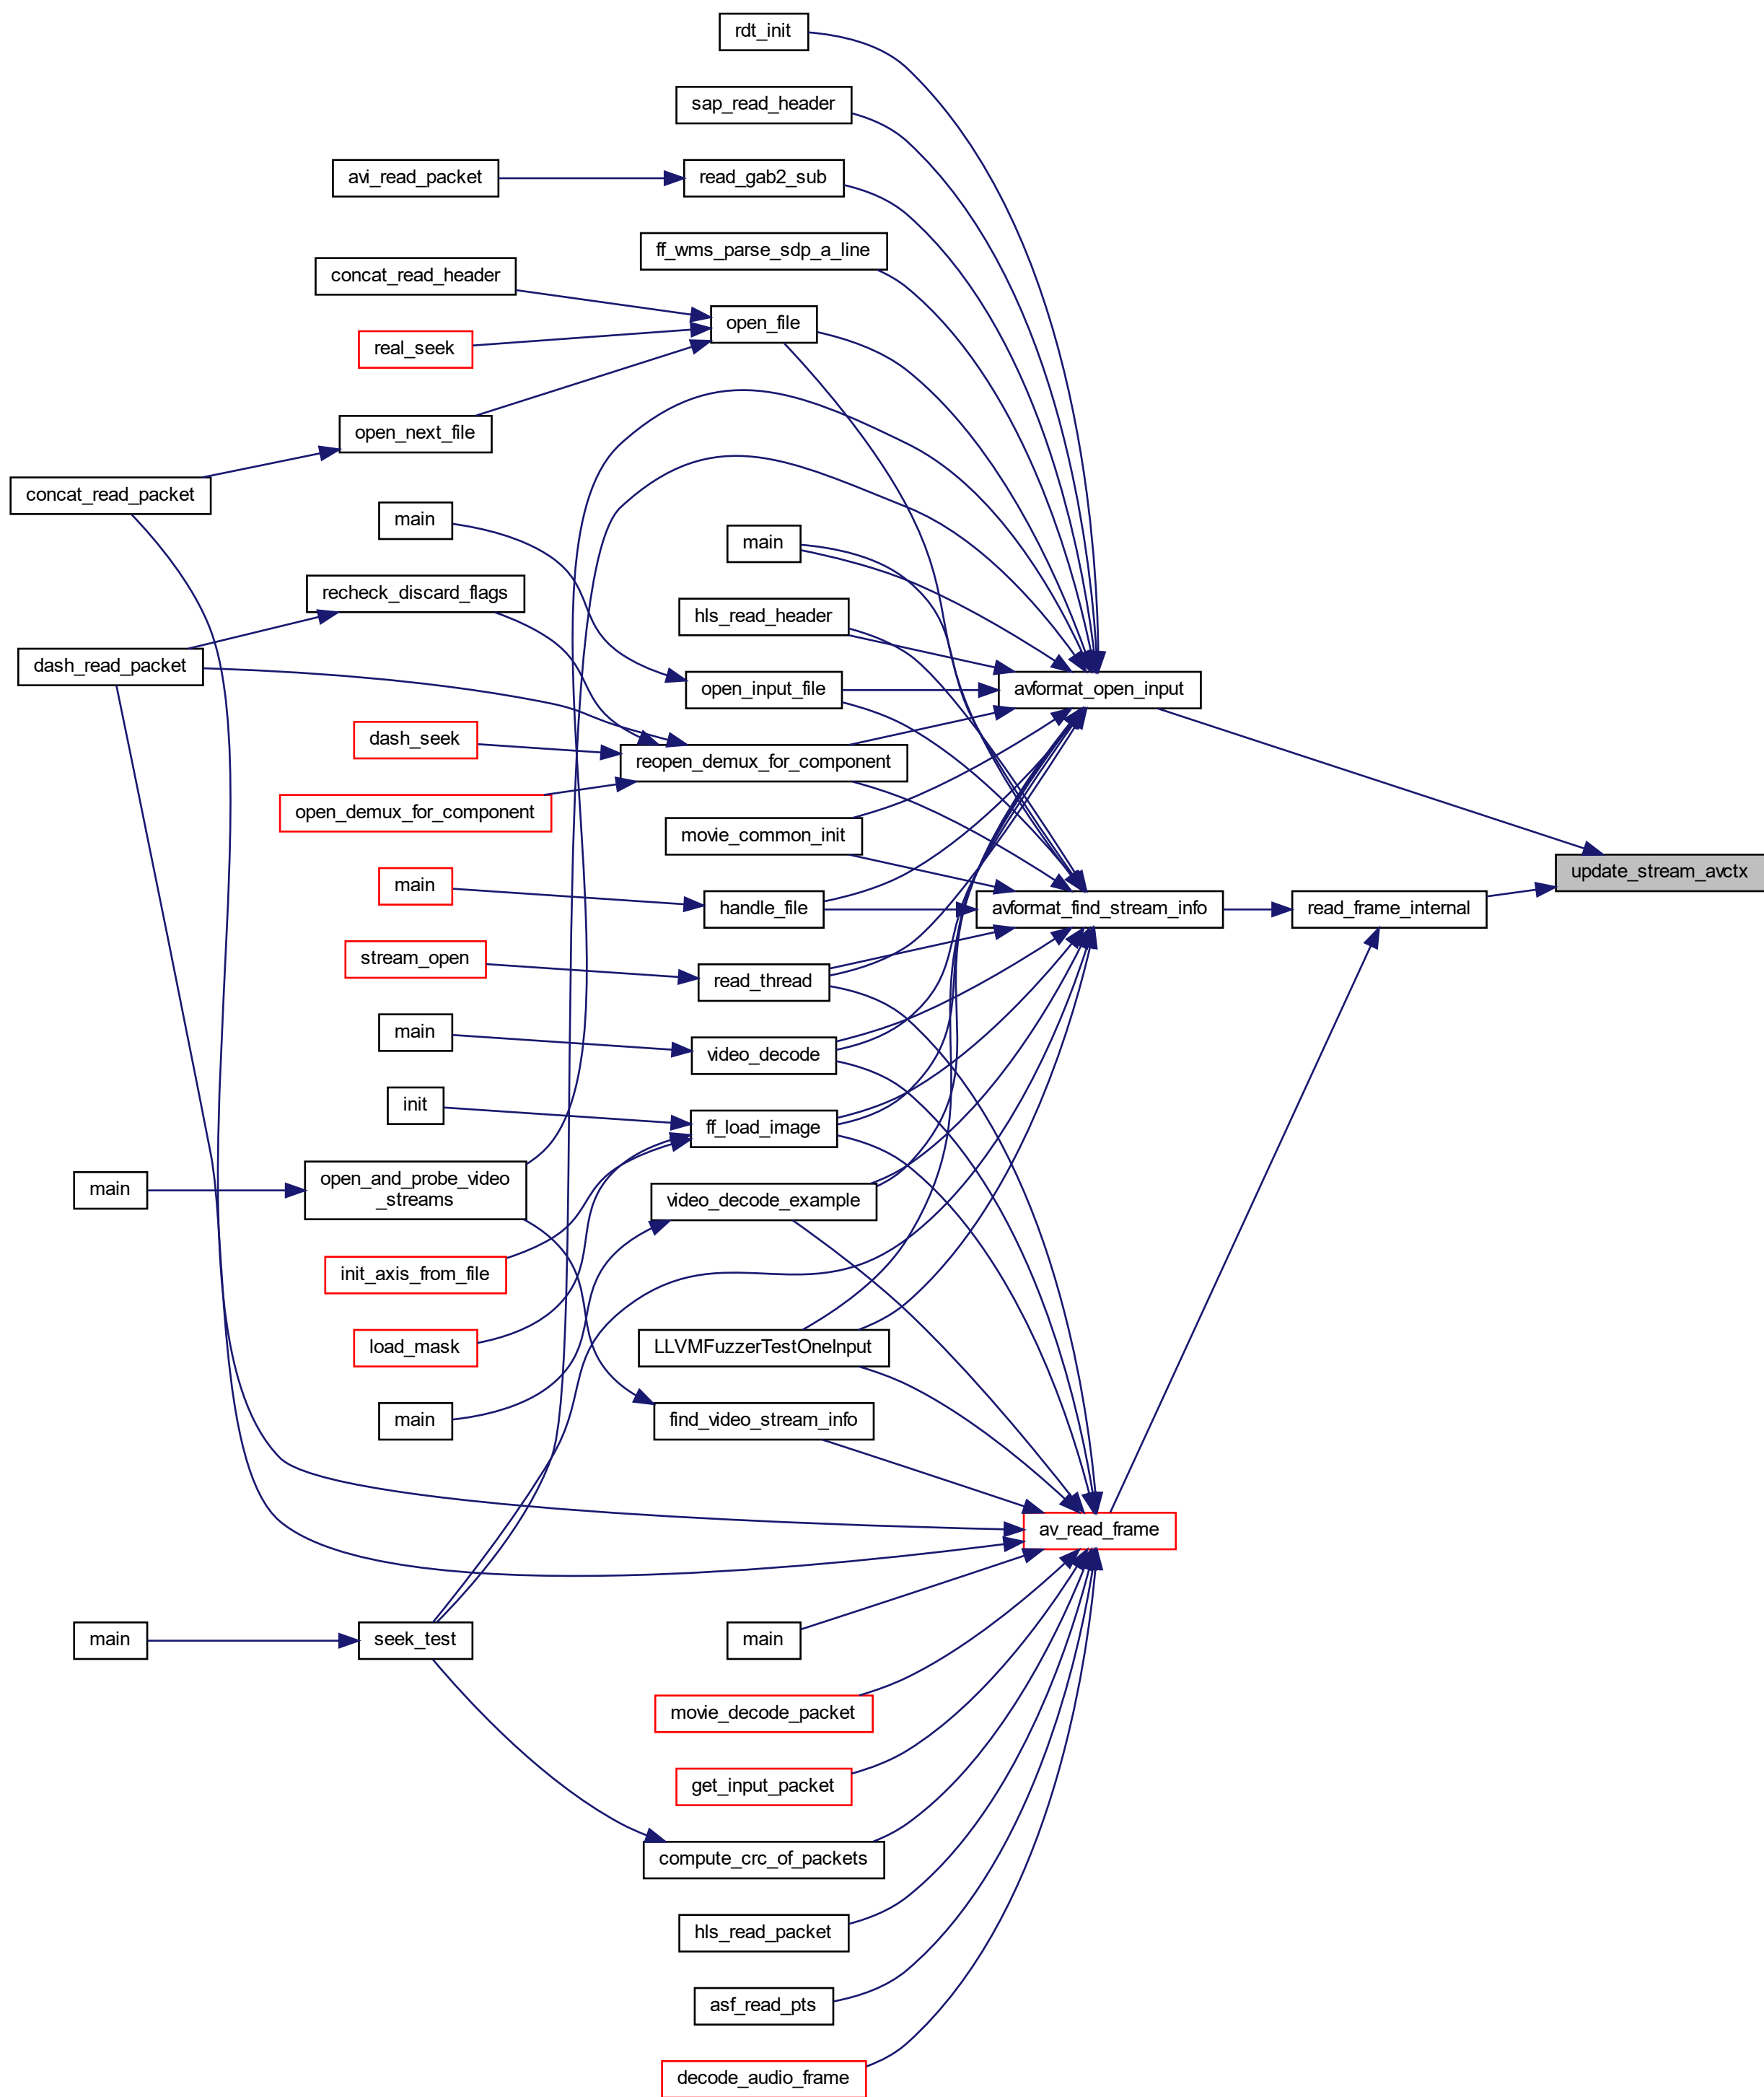 rdt_init
sap_read_header
avi_read_packet
read_gab2_sub
ff_wms_parse_sdp_a_line
concat_read_header
open_file
real_seek
open_next_file
concat_read_packet
main
main
recheck_discard_flags
hls_read_header
dash_read_packet
open_input_file
avformat_open_input
dash_seek
reopen_demux_for_component
open_demux_for_component
movie_common_init
update_stream_avctx
main
handle_file
avformat_find_stream_info
read_frame_internal
stream_open
read_thread
main
video_decode
init
ff_load_image
main
open_and_probe_video
_streams
video_decode_example
init_axis_from_file
load_mask
LLVMFuzzerTestOneInput
main
find_video_stream_info
av_read_frame
main
seek_test
main
movie_decode_packet
get_input_packet
compute_crc_of_packets
hls_read_packet
asf_read_pts
decode_audio_frame